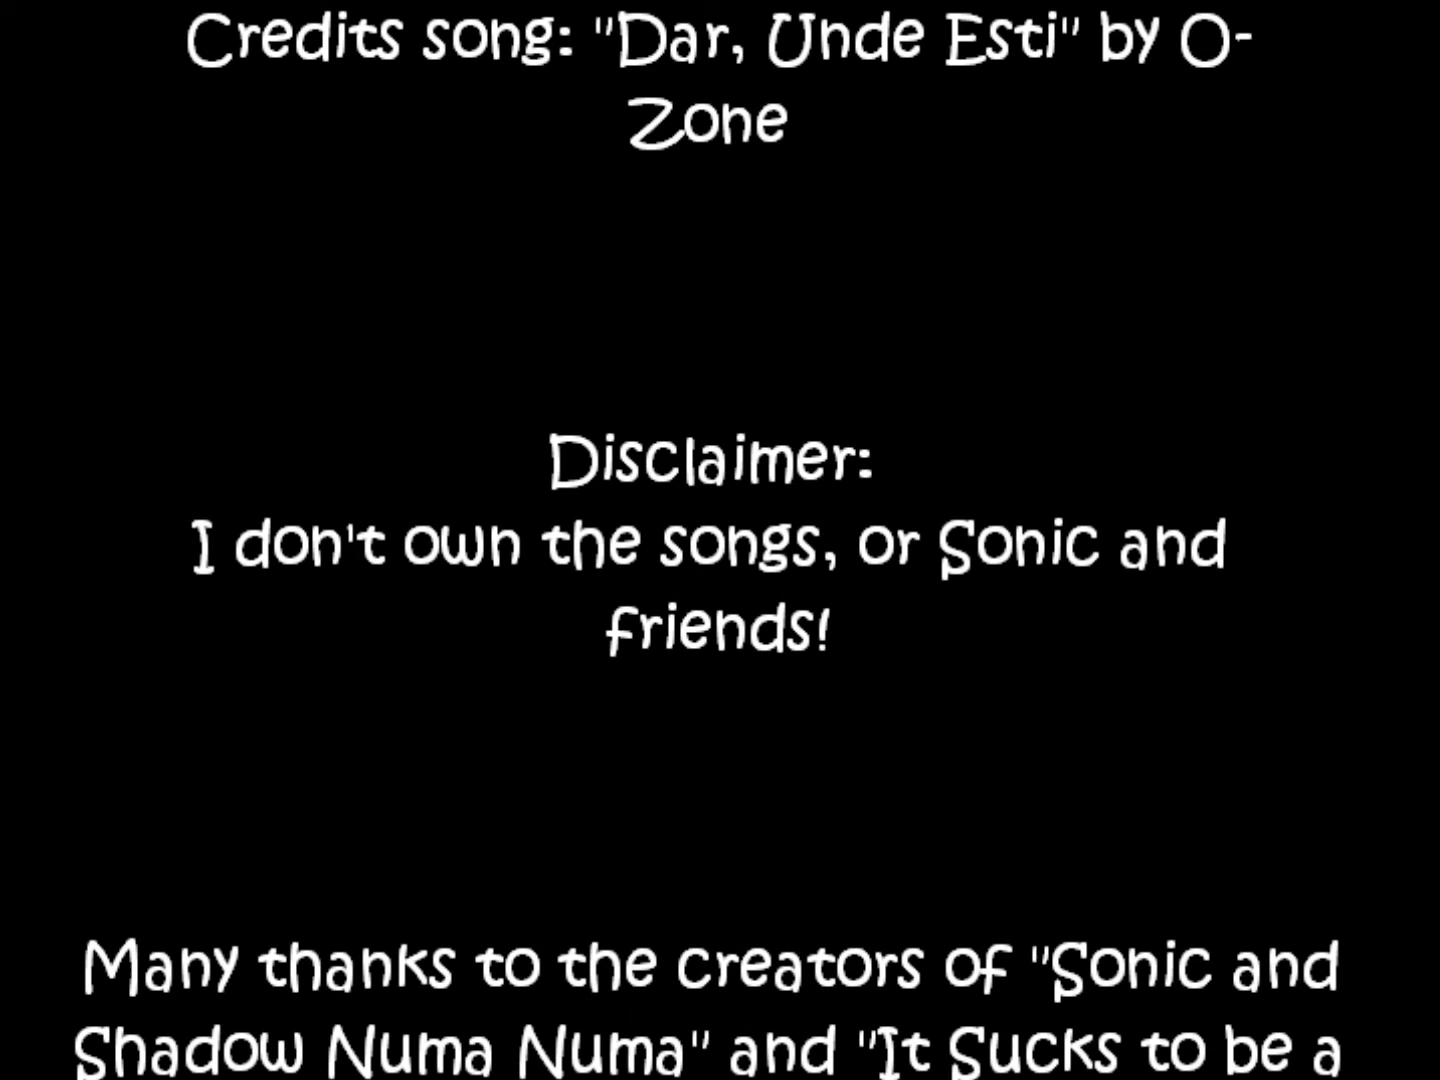 Credits song: "Dar, Unde Esti" by O-
Zone
Disclaimer:
I don't own the songs, or Sonic and
friends!
Many thanks to the creators of "Sonic and
Shadow Numa Numa" and "It Sucks to be a